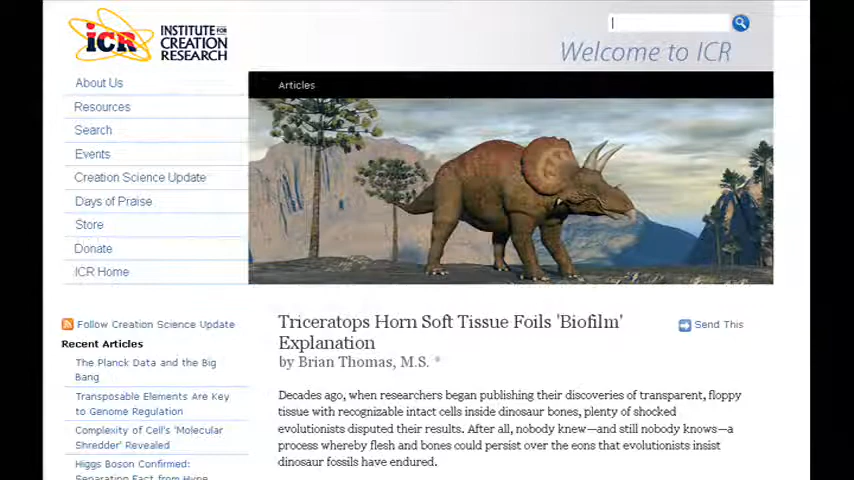 iCR
INSTITUTE FOR
CREATION
RESEARCH
Welcome to ICR
About Us
Resources
Search
Events
Creation Science Update
Days of Praise
Store
Donate
ICR Home
Articles
Follow Creation Science Update
Recent Articles
The Planck Data and the Big
Bang
Transposable Elements Are Key
to Genome Regulation
Complexity of Cell's 'Molecular
Shredder' Revealed
Higgs Boson Confirmed:
Separating Fact from Hype
Triceratops Horn Soft Tissue Foils 'Biofilm'
Explanation
by Brian Thomas, M.S. *
Send This
Decades ago, when researchers began publishing their discoveries of transparent, floppy
tissue with recognizable intact cells inside dinosaur bones, plenty of shocked
evolutionists disputed their results. After all, nobody knew—and still nobody knows—a
process whereby flesh and bones could persist over the eons that evolutionists insist
dinosaur fossils have endured.